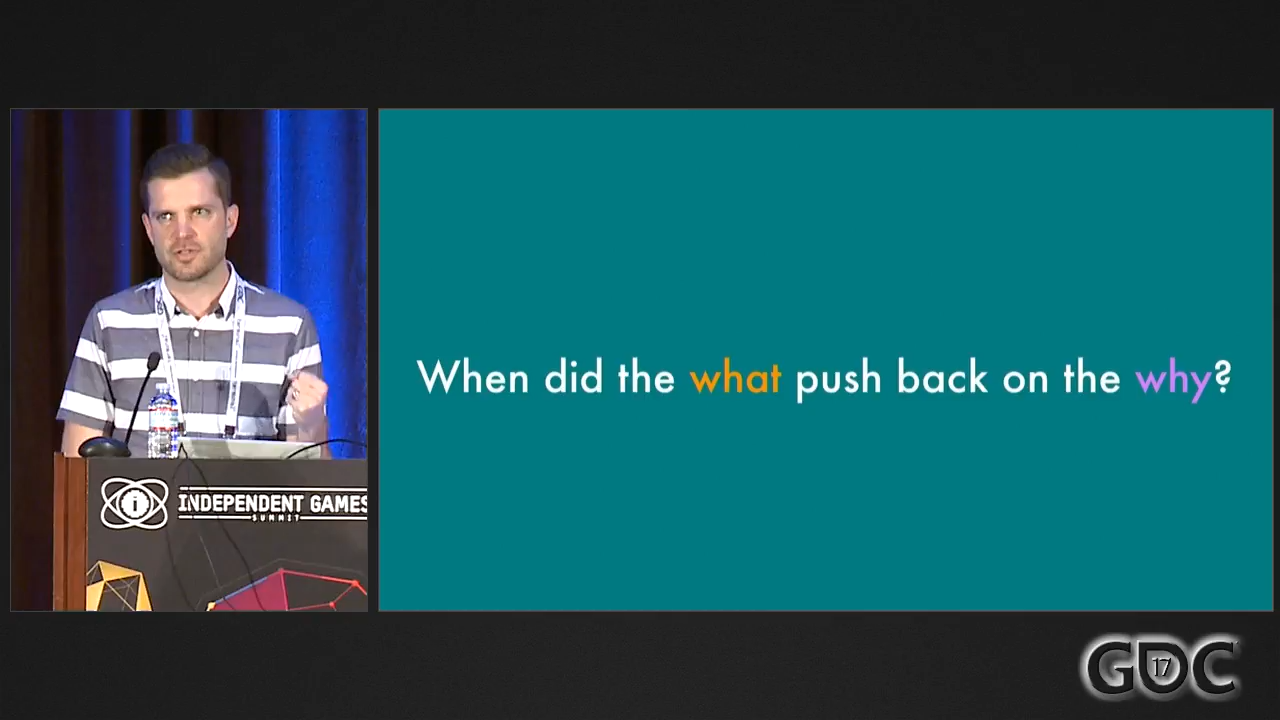 When did the what push back on the why?
INDEPENDENT GAMES
SUMMIT
GDC
17